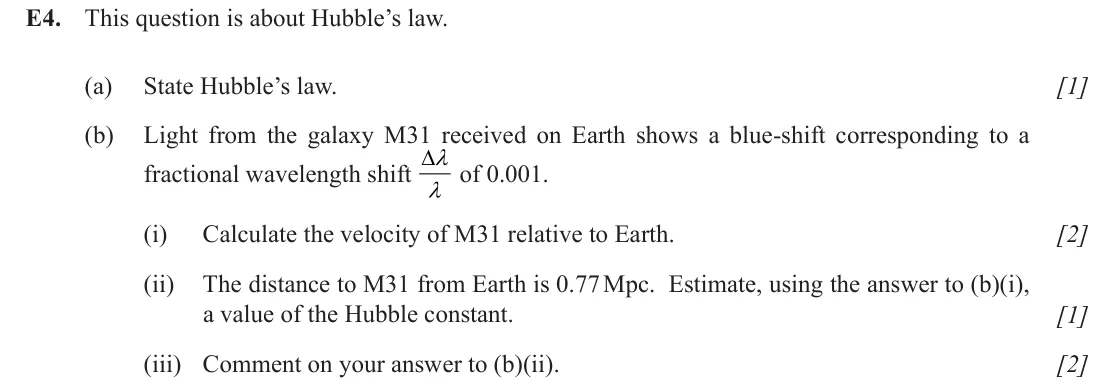 E4. This question is about Hubble’s law.
(a) State Hubble’s law. [1]
(b) Light from the galaxy M31 received on Earth shows a blue-shift corresponding to a
fractional wavelength shift Δλ/λ of 0.001.
(i) Calculate the velocity of M31 relative to Earth. [2]
(ii) The distance to M31 from Earth is 0.77 Mpc. Estimate, using the answer to (b)(i),
a value of the Hubble constant. [1]
(iii) Comment on your answer to (b)(ii). [2]